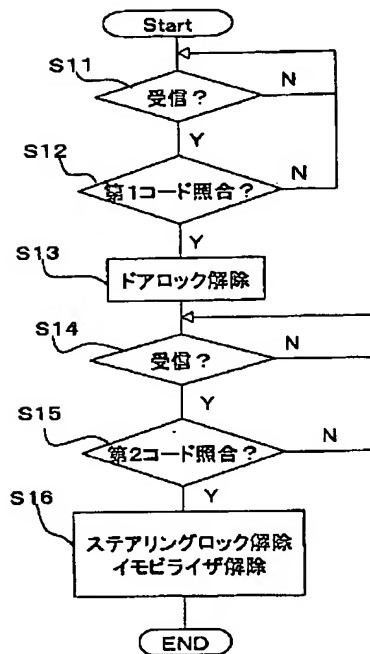 Start
S11
受信？
N
Y
S12
第1コード照合？
N
Y
S13
ドアロック解除
S14
受信？
N
Y
S15
第2コード照合？
N
Y
S16
ステアリングロック解除
イモビライザ解除
END